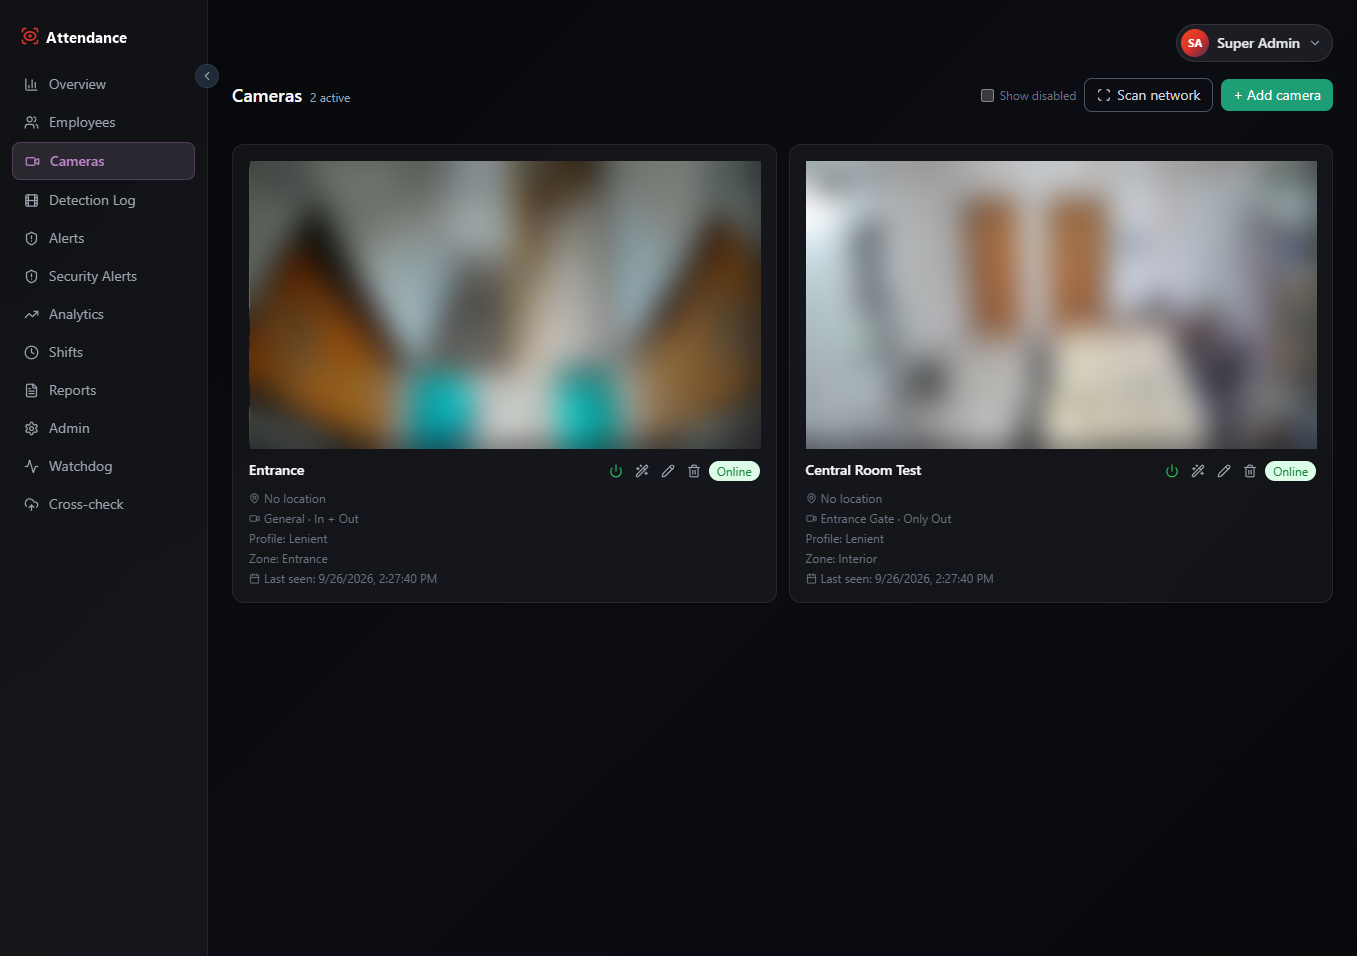 Attendance
SA Super Admin
Overview
Employees
Cameras
Detection Log
Alerts
Security Alerts
Analytics
Shifts
Reports
Admin
Watchdog
Cross-check
Cameras 2 active
Show disabled
Scan network
+ Add camera
Entrance
Online
No location
General · In + Out
Profile: Lenient
Zone: Entrance
Last seen: 9/26/2026, 2:27:40 PM
Central Room Test
Online
No location
Entrance Gate · Only Out
Profile: Lenient
Zone: Interior
Last seen: 9/26/2026, 2:27:40 PM